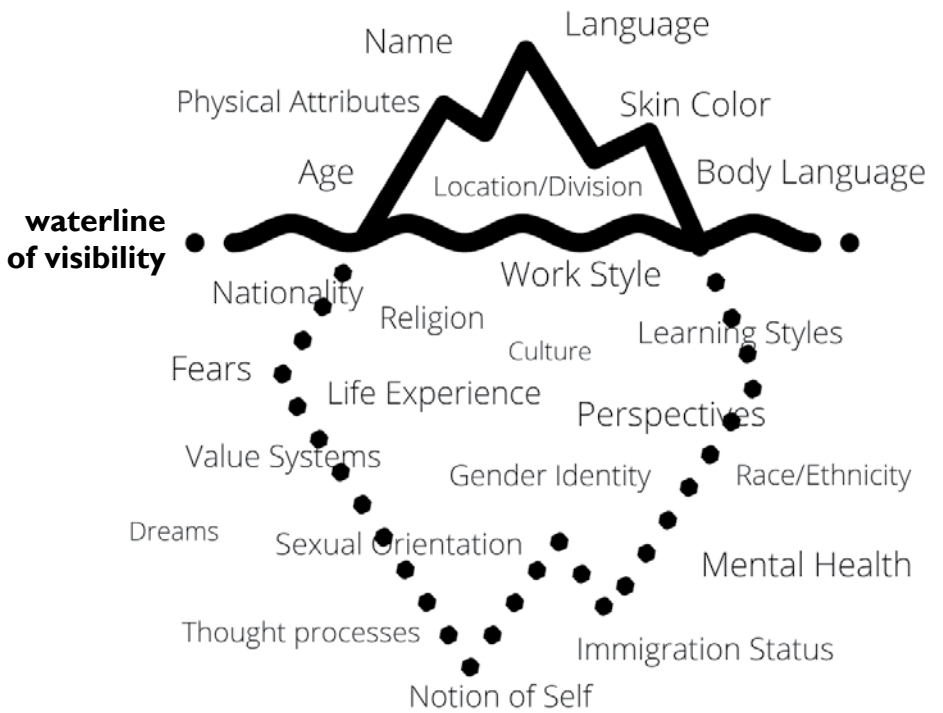 Language
Name
Physical Attributes
Skin Color
Age
Location/Division
Body Language
waterline
of visibility
Work Style
Nationality
Religion
Learning Styles
Culture
Fears
Life Experience
Perspectives
Value Systems
Gender Identity
Race/Ethnicity
Dreams
Sexual Orientation
Mental Health
Thought processes
Immigration Status
Notion of Self